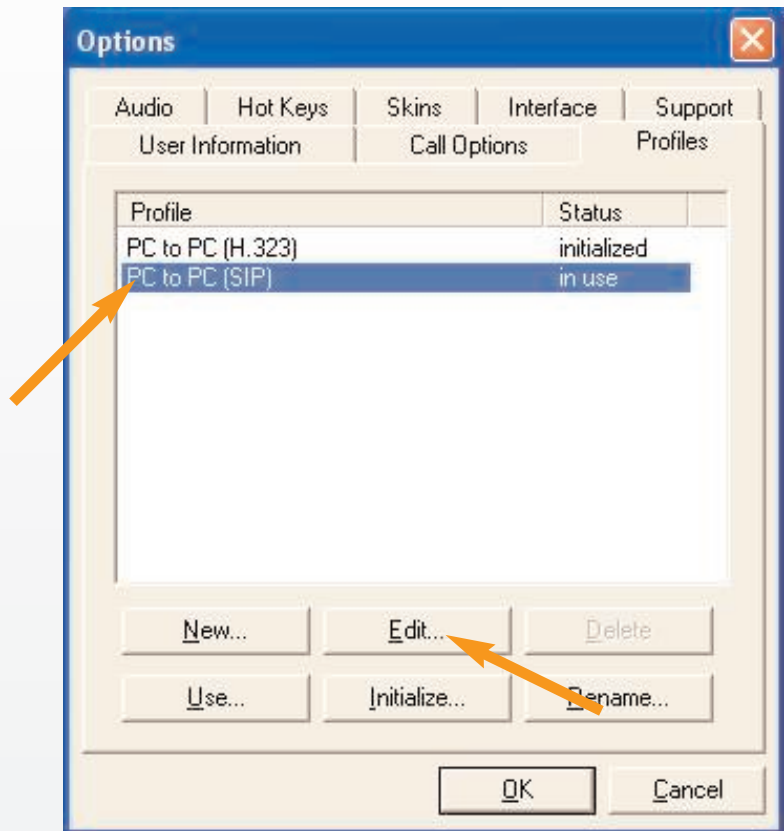 Options
Audio Hot Keys Skins Interface Support
User Information Call Options Profiles
Profile Status
PC to PC (H.323) initialized
PC to PC (SIP) in use
New... Edit... Delete
Use... Initialize... Rename...
OK Cancel